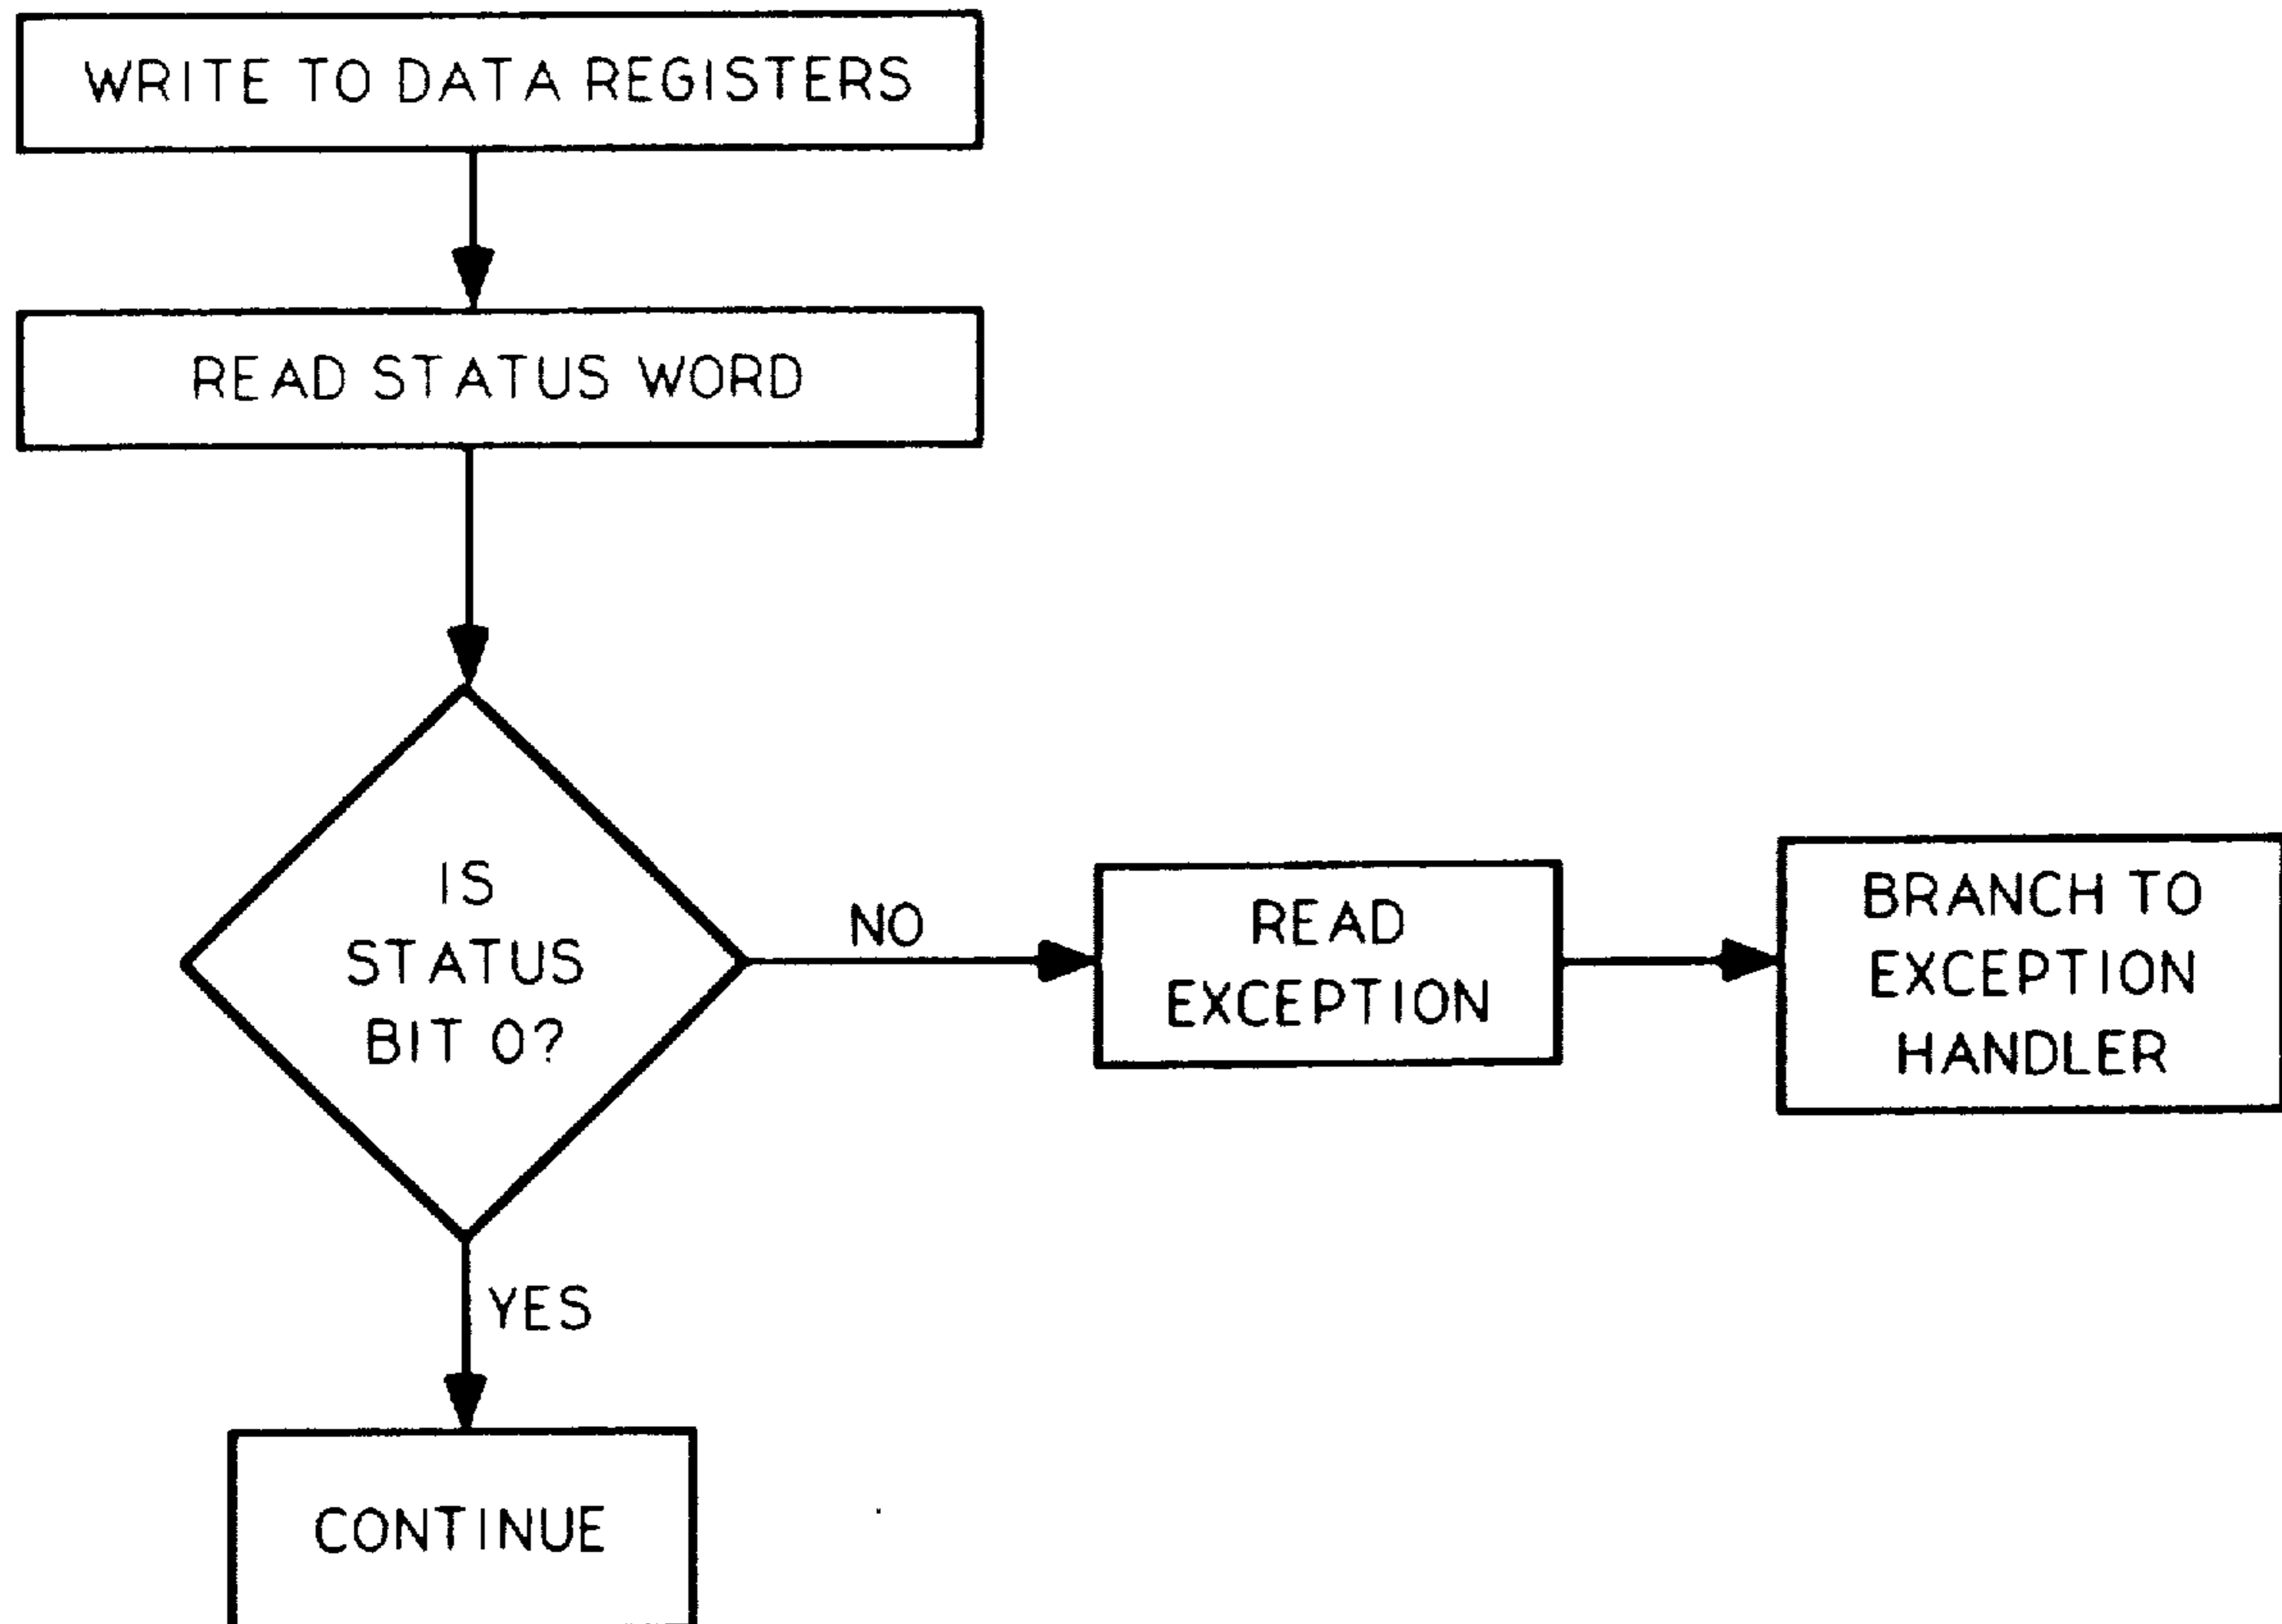 WRITE TO DATA REGISTERS
READ STATUS WORD
IS
STATUS
BIT 0?
NO
READ
EXCEPTION
BRANCH TO
EXCEPTION
HANDLER
YES
CONTINUE